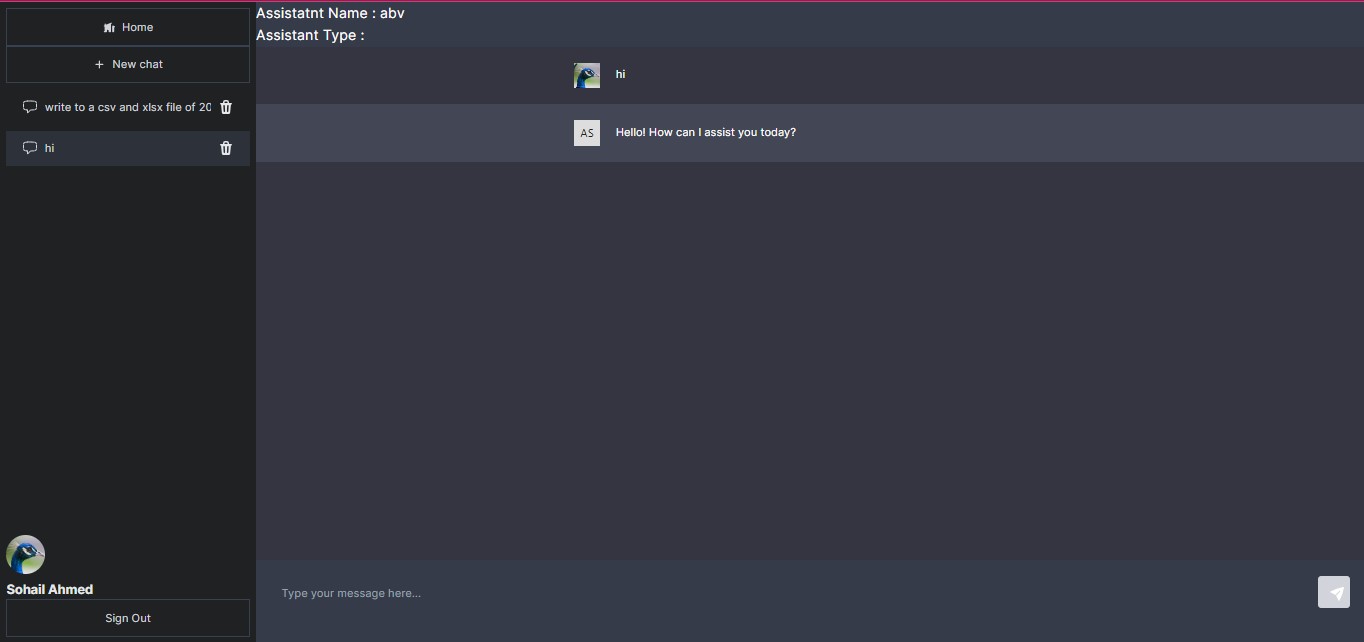 Home
New chat
write to a csv and xlsx file of 20
hi
Sohail Ahmed
Sign Out
Assistatnt Name : abv
Assistant Type :
hi
AS Hello! How can I assist you today?
Type your message here...